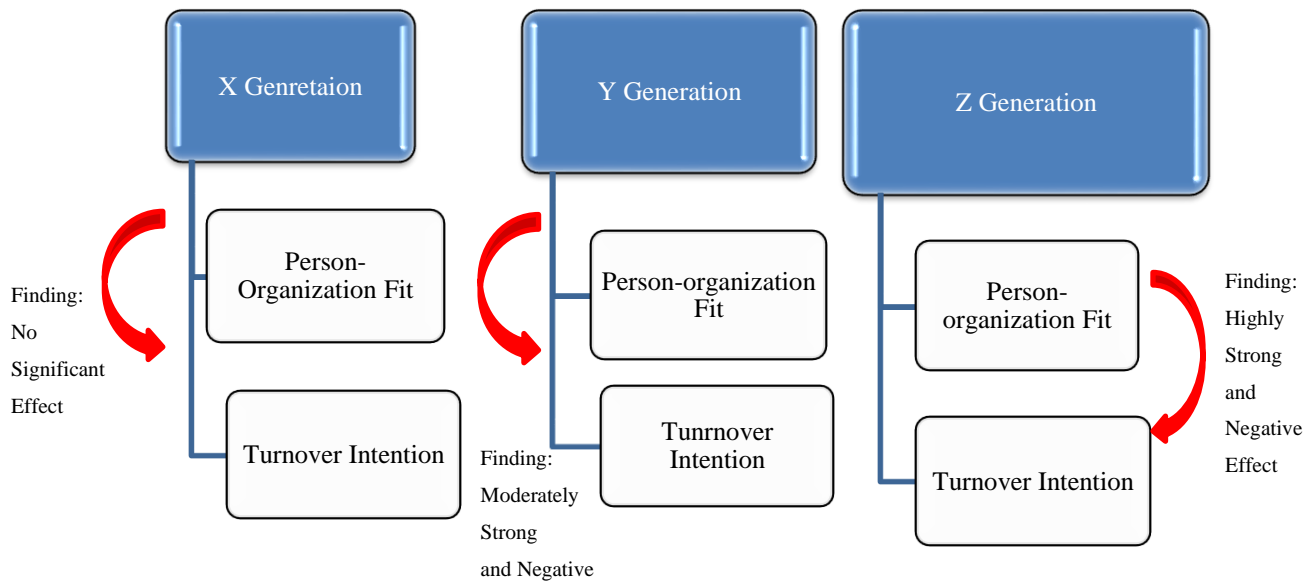 X Genretaion
Person-
Organization Fit
Turnover Intention
Finding:
No
Significant
Effect
Y Generation
Person-organization
Fit
Tunrnover
Intention
Finding:
Moderately
Strong
and Negative
Z Generation
Person-
organization Fit
Turnover Intention
Finding:
Highly
Strong
and
Negative
Effect